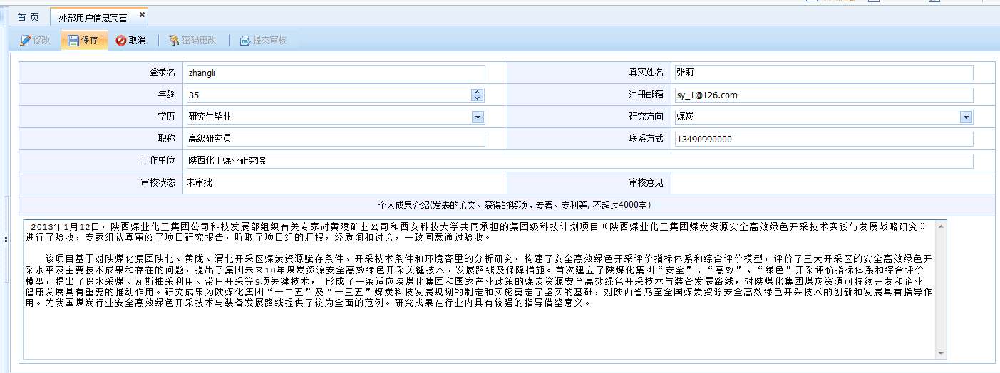 首 页 外部用户信息完善
修改 保存 取消 密码更改 提交审核
登录名 zhangli 真实姓名 张莉
年龄 35 注册邮箱 sy_1@126.com
学历 研究生毕业 研究方向 煤炭
职称 高级研究员 联系方式 13490990000
工作单位 陕西化工煤业研究院
审核状态 未审批 审核意见
个人成果介绍(发表的论文、获得的奖项、专著、专利等, 不超过4000字)
2013年1月12日，陕西煤业化工集团公司科技发展部组织有关专家对黄陵矿业公司和西安科技大学共同承担的集团级科技计划项目《陕西煤业化工集团煤炭资源安全高效绿色开采技术实践与发展战略研究》
进行了验收，专家组认真审阅了项目研究报告，听取了项目组的汇报，经质询和讨论，一致同意通过验收。
该项目基于对陕煤化集团陕北、黄陇、渭北开采区煤炭资源赋存条件、开采技术条件和环境容量的分析研究，构建了安全高效绿色开采评价指标体系和综合评价模型，评价了三大开采区的安全高效绿色开
采水平及主要技术成果和存在的问题，提出了集团未来10年煤炭资源安全高效绿色开采关键技术、发展路线及保障措施。首次建立了陕煤化集团“安全”、“高效”、“绿色”开采评价指标体系和综合评价
模型，提出了保水采煤、瓦斯抽采利用、带压开采等9项关键技术， 形成了一条适应陕煤化集团和国家产业政策的煤炭资源安全高效绿色开采技术与装备发展路线，对陕煤化集团煤炭资源可持续开发和企业
健康发展具有重要的推动作用。研究成果为陕煤化集团“十二五”及“十三五”煤炭科技发展规划的制定和实施奠定了坚实的基础，对陕西省乃至全国煤炭资源安全高效绿色开采技术的创新和发展具有指导作
用。为我国煤炭行业安全高效绿色开采技术与装备发展路线提供了较为全面的范例。研究成果在行业内具有较强的指导借鉴意义。